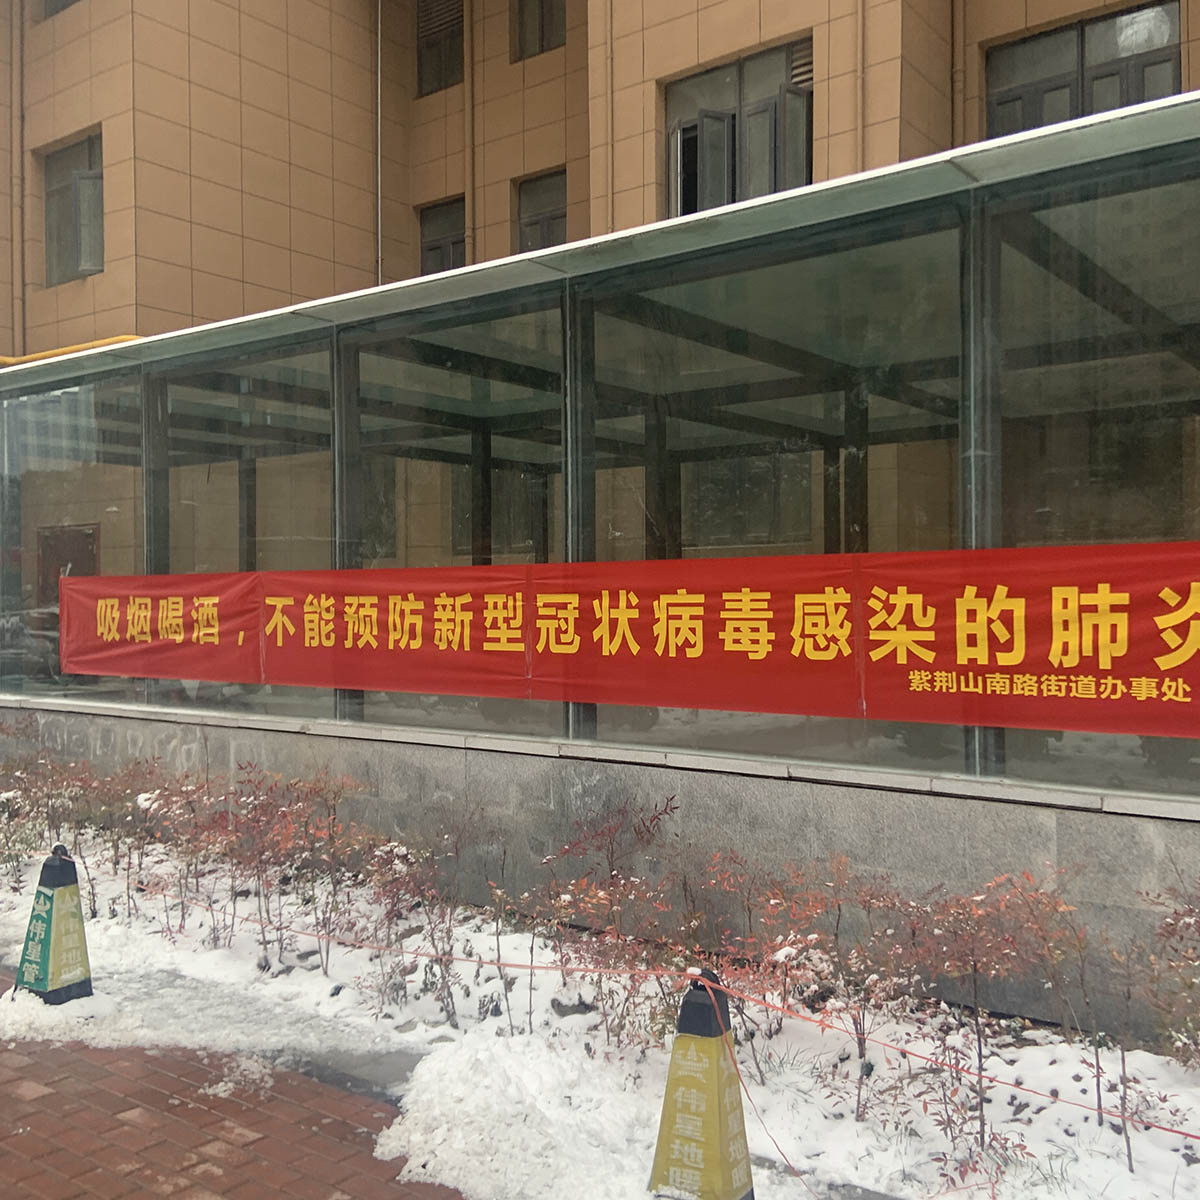 吸烟喝酒，不能预防新型冠状病毒感染的肺炎
紫荆山南路街道办事处
伟星管
伟星地暖